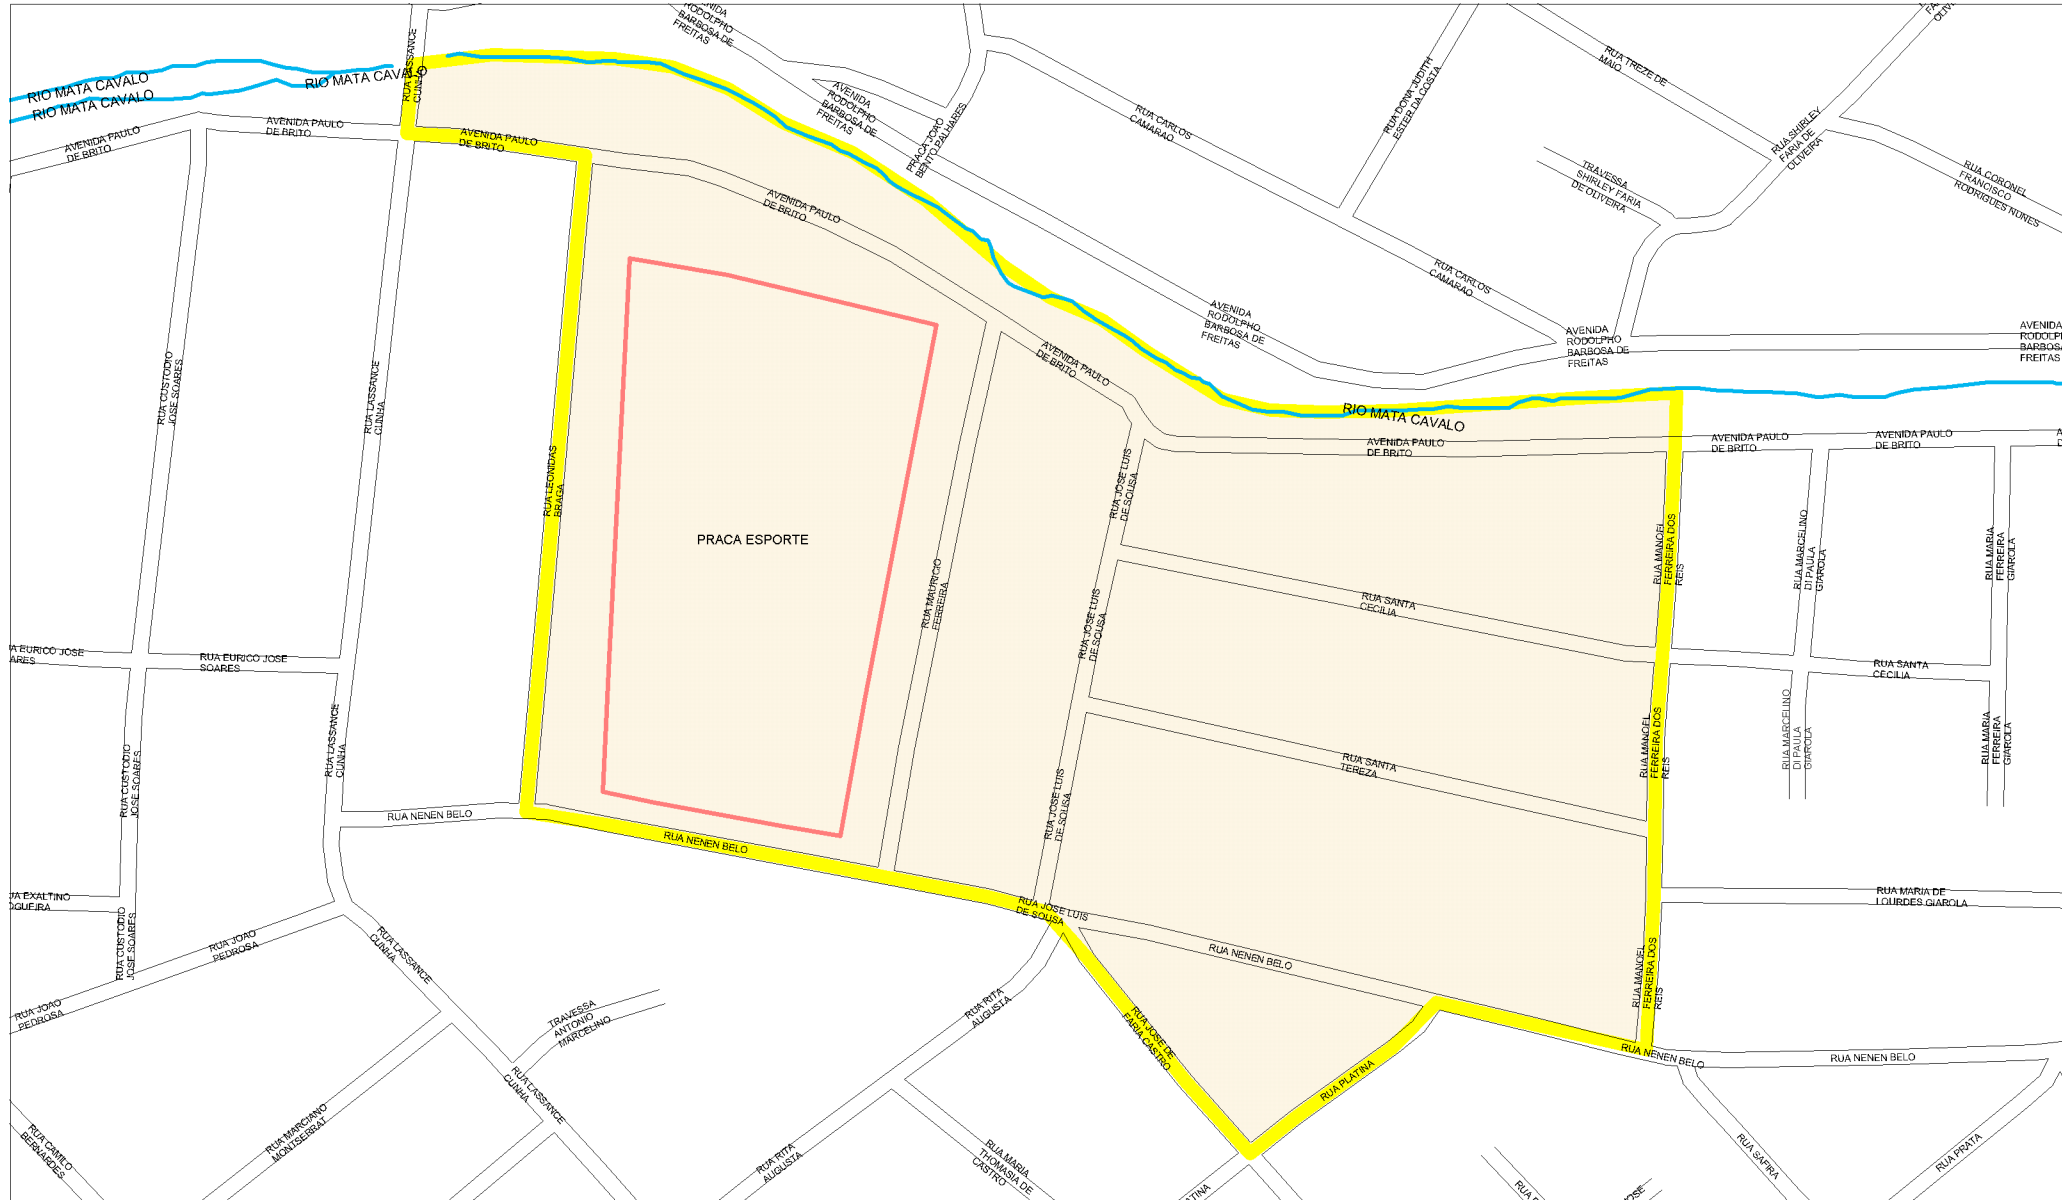 RUA LASSANCE
CUNHA
AVENIDA
RODOLPHO
BARBOSA DE
FREITAS
RIO MATA CAVALO
RIO MATA CAVALO
RIO MATA CAVALO
AVENIDA PAULO
DE BRITO
AVENIDA PAULO
DE BRITO
AVENIDA PAULO
DE BRITO
AVENIDA
RODOLPHO
BARBOSA DE
FREITAS
PRACA JOAO
BENTO PALHARES
RUA CARLOS
CAMARAO
RUA DONA JUDITH
ESTER DA COSTA
RUA TREZE DE
MAIO
RUA SHIRLEY
FARIA DE
OLIVEIRA
TRAVESSA
SHIRLEY FARIA
DE OLIVEIRA
RUA CORONEL
FRANCISCO
RODRIGUES NUNES
AVENIDA PAULO
DE BRITO
RUA CARLOS
CAMARAO
AVENIDA
RODOLPHO
BARBOSA DE
FREITAS
AVENIDA
RODOLPHO
BARBOSA DE
FREITAS
AVENIDA
RODOLPH
BARBOSA
FREITAS
RUA CUSTODIO
JOSE SOARES
RUA LASSANCE
CUNHA
AVENIDA PAULO
DE BRITO
RIO MATA CAVALO
AVENIDA PAULO
DE BRITO
AVENIDA PAULO
DE BRITO
AVENIDA PAULO
DE BRITO
RUA LEONIDAS
BRAGA
PRACA ESPORTE
RUA MAURICIO
FERREIRA
RUA JOSE LUIS
DE SOUSA
RUA JOSE LUIS
DE SOUSA
RUA SANTA
CECILIA
RUA MANOEL
FERREIRA DOS
REIS
RUA MARCELINO
DI PAULA
GIAROLA
RUA MARIA
FERREIRA
GIAROLA
RUA EURICO JOSE
SOARES
RUA SANTA
CECILIA
RUA CUSTODIO
JOSE SOARES
RUA LASSANCE
CUNHA
RUA SANTA
TEREZA
RUA MANOEL
FERREIRA DOS
REIS
RUA MARCELINO
DI PAULA
GIAROLA
RUA MARIA
FERREIRA
GIAROLA
RUA NENEN BELO
RUA NENEN BELO
RUA JOSE LUIS
DE SOUSA
RUA MARIA DE
LOURDES GIAROLA
RUA CUSTODIO
JOSE SOARES
RUA JOAO
PEDROSA
RUA LASSANCE
CUNHA
RUA JOSE LUIS
DE SOUSA
RUA NENEN BELO
RUA MANOEL
FERREIRA DOS
REIS
RUA JOAO
PEDROSA
TRAVESSA
ANTONIO
MARCELINO
RUA RITA
AUGUSTA
RUA JOSE DE
FARIA CASTRO
RUA PLATINA
RUA NENEN BELO
RUA NENEN BELO
RUA LASSANCE
CUNHA
RUA CAMILO
BERNARDES
RUA MARCIANO
MONTSERRAT
RUA RITA
AUGUSTA
RUA MARIA
THOMASIA DE
CASTRO
RUA SAFIRA
RUA PRATA